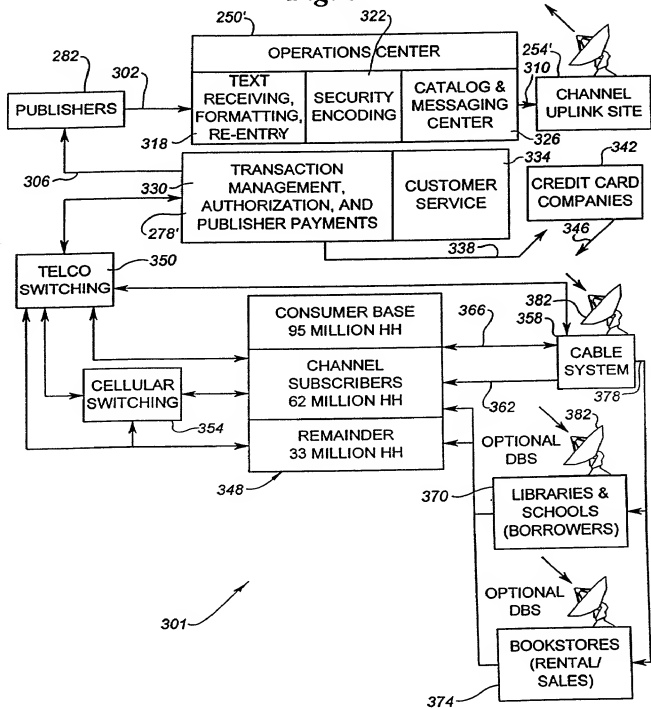 250'
322
282
302
OPERATIONS CENTER
254'
PUBLISHERS
TEXT
RECEIVING,
FORMATTING,
RE-ENTRY
SECURITY
ENCODING
CATALOG &
MESSAGING
CENTER
310
CHANNEL
UPLINK SITE
318
326
334
342
306
330
TRANSACTION
MANAGEMENT,
AUTHORIZATION, AND
PUBLISHER PAYMENTS
CUSTOMER
SERVICE
CREDIT CARD
COMPANIES
278'
338
346
350
TELCO
SWITCHING
382
CONSUMER BASE
95 MILLION HH
366
358
CABLE
SYSTEM
CHANNEL
SUBSCRIBERS
62 MILLION HH
378
CELLULAR
SWITCHING
362
354
REMAINDER
33 MILLION HH
382
OPTIONAL
DBS
348
370
LIBRARIES &
SCHOOLS
(BORROWERS)
OPTIONAL
DBS
301
BOOKSTORES
(RENTAL/
SALES)
374